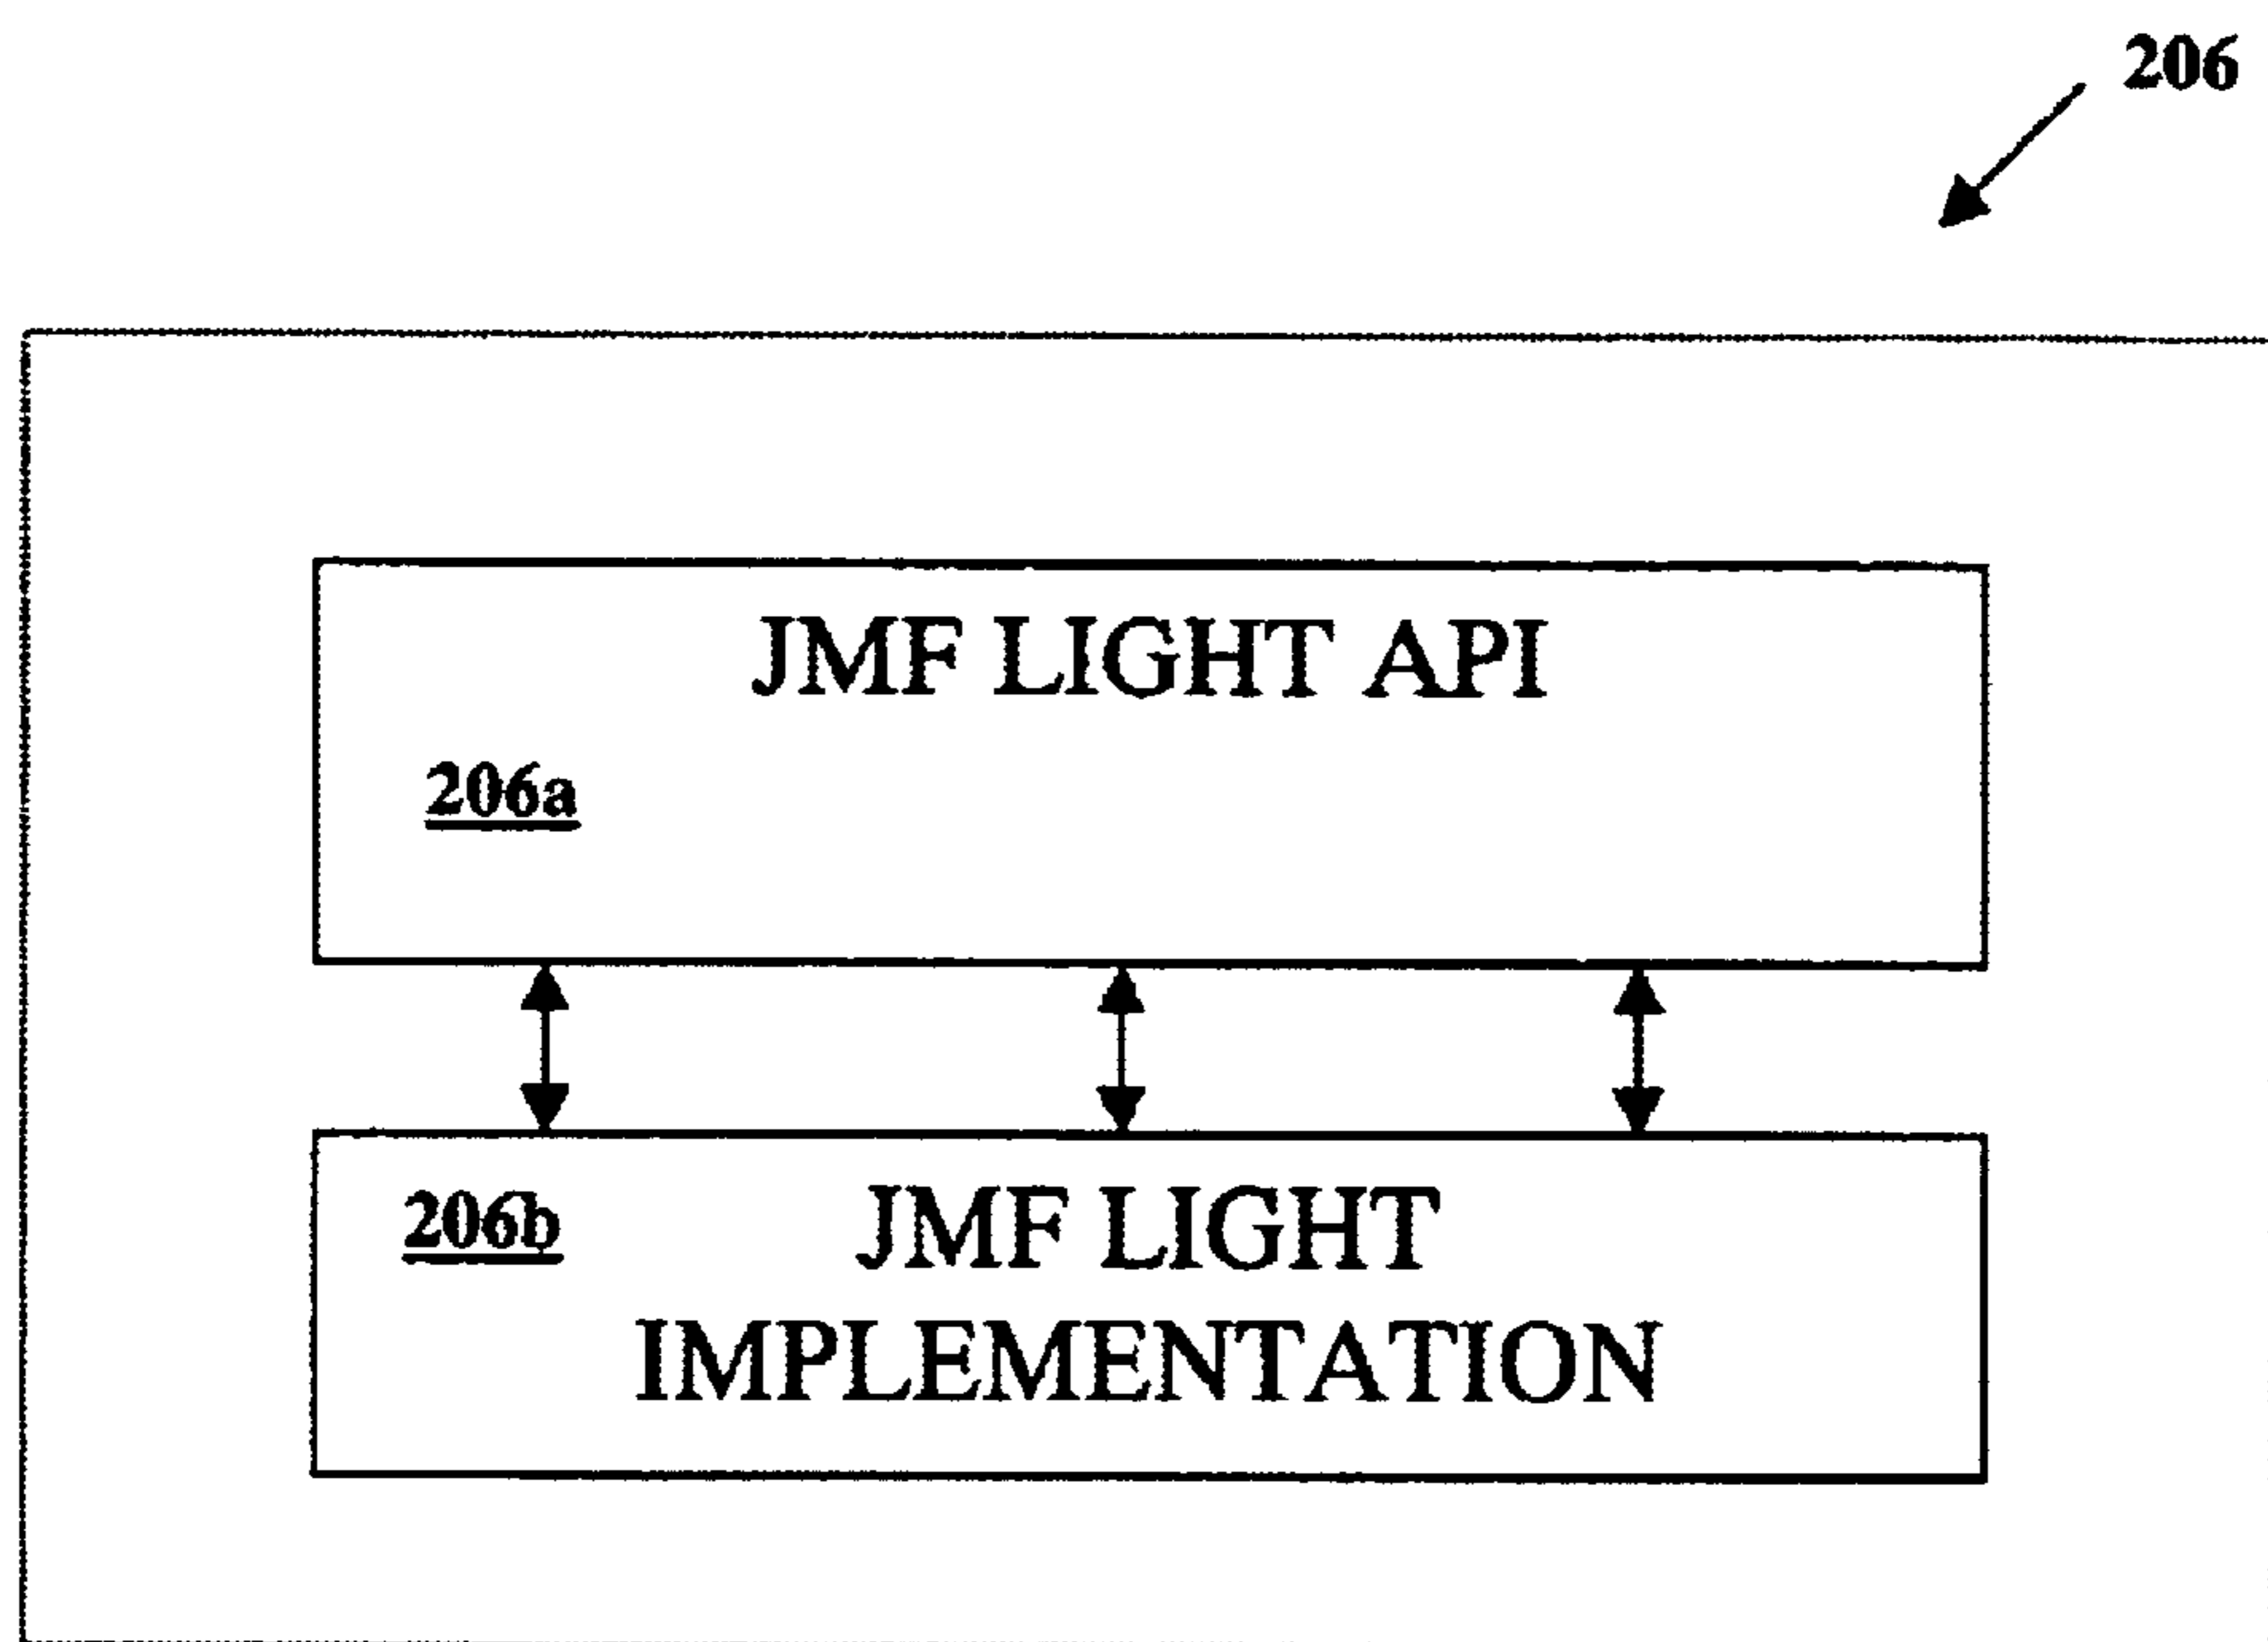 206
JMF LIGHT API
206a
206b
JMF LIGHT
IMPLEMENTATION